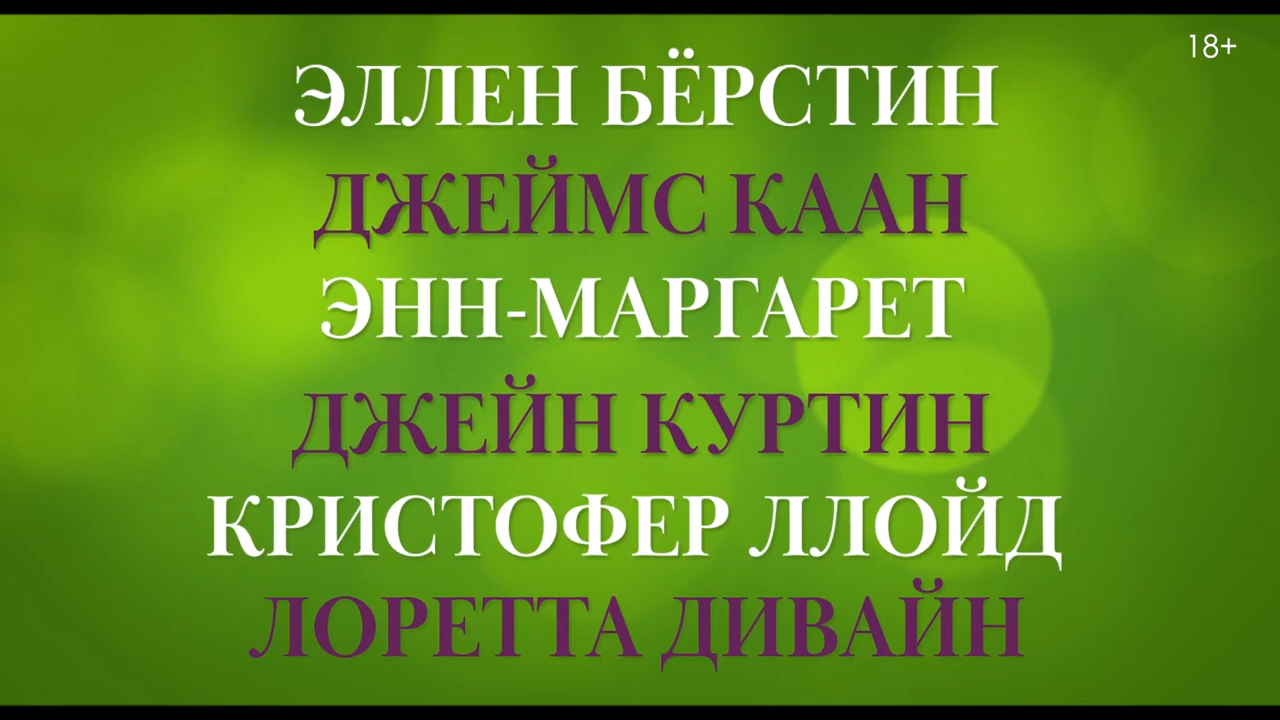 18+
ЭЛЛЕН БЁРСТИН
ДЖЕЙМС КААН
ЭНН-МАРГАРЕТ
ДЖЕЙН КУРТИН
КРИСТОФЕР ЛЛОЙД
ЛОРЕТТА ДИВАЙН